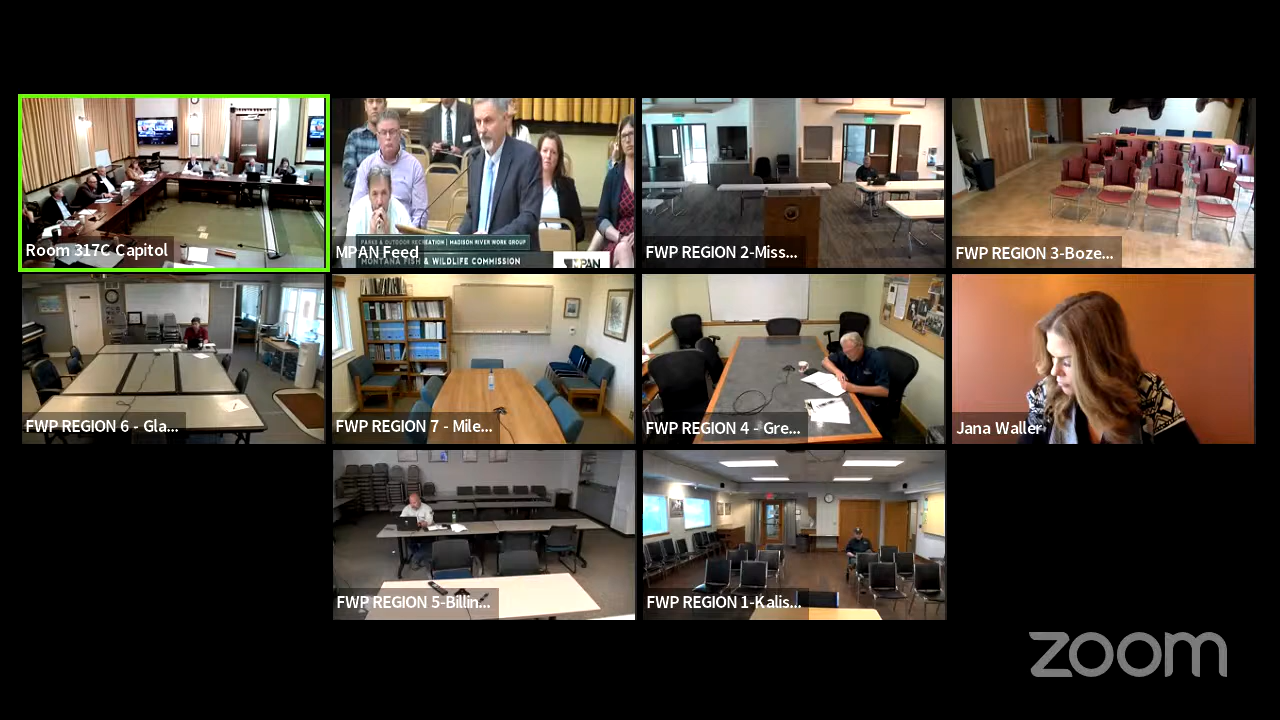 Room 317C Capitol
PARKS & OUTDOOR RECREATION | MADISON RIVER WORK GROUP
MPAN Feed
MONTANA FISH & WILDLIFE COMMISSION
MPAN
FWP REGION 2-Miss...
FWP REGION 3-Boze...
FWP REGION 6 - Gla...
FWP REGION 7 - Mile...
FWP REGION 4 - Gre...
Jana Waller
FWP REGION 5-Billin...
FWP REGION 1-Kalis...
zoom